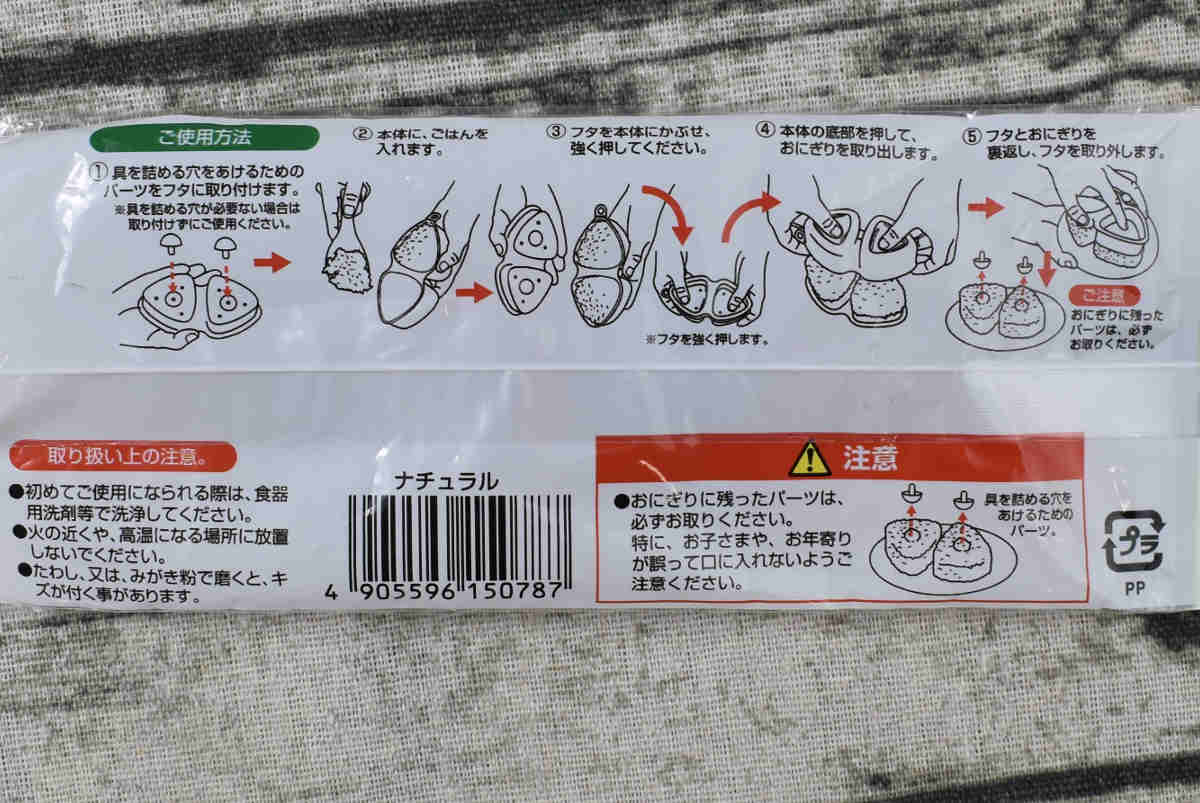 ご使用方法
①具を詰める穴をあけるための
パーツをフタに取り付けます。
※具を詰める穴が必要ない場合は
取り付けずにご使用ください。
②本体に、ごはんを
入れます。
③フタを本体にかぶせ、
強く押してください。
※フタを強く押します。
④本体の底部を押して、
おにぎりを取り出します。
⑤フタとおにぎりを
裏返し、フタを取り外します。
ご注意
おにぎりに残った
パーツは、必ず
お取りください。
取り扱い上の注意。
●初めてご使用になられる際は、食器
用洗剤等で洗浄してください。
●火の近くや、高温になる場所に放置
しないでください。
●たわし、又は、みがき粉で磨くと、キ
ズが付く事があります。
ナチュラル
4 905596 150787
注意
●おにぎりに残ったパーツは、
必ずお取りください。
特に、お子さまや、お年寄り
が誤って口に入れないようご
注意ください。
具を詰める穴を
あけるための
パーツ。
プラ
PP